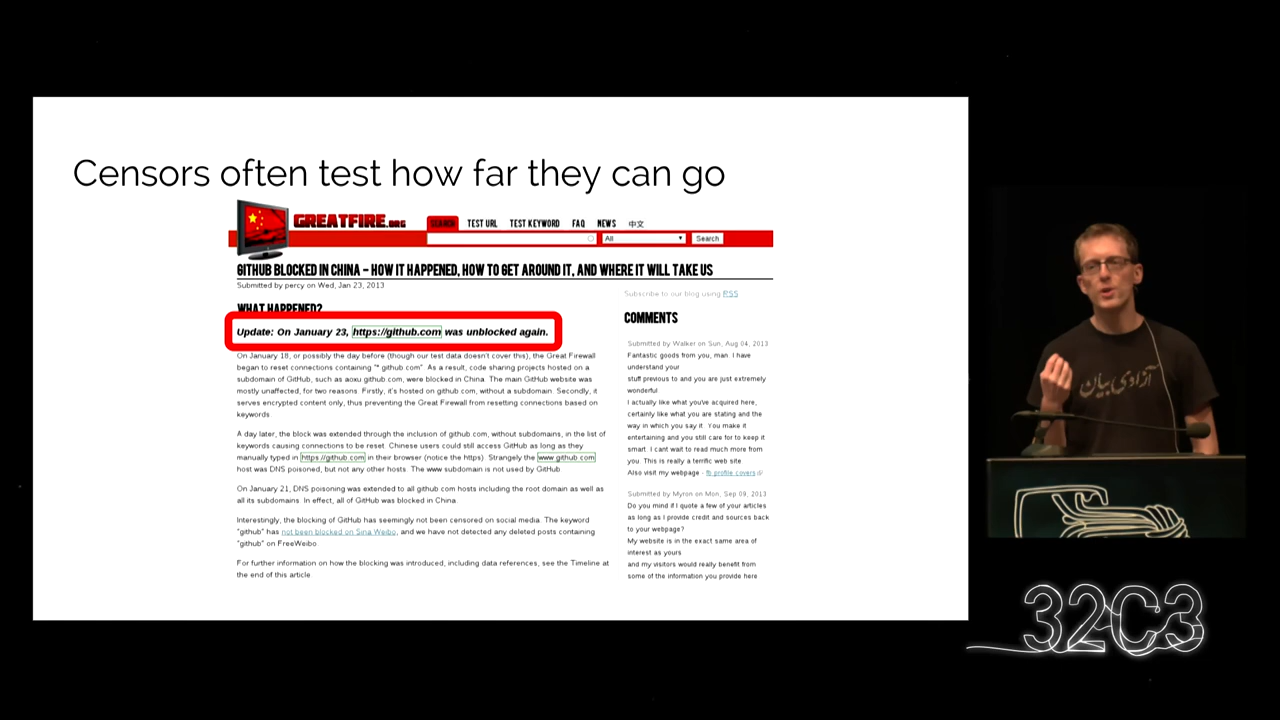 Censors often test how far they can go
GREATFIRE.ORG
SEARCH TEST URL TEST KEYWORD FAQ NEWS 中文
All Search
GITHUB BLOCKED IN CHINA - HOW IT HAPPENED, HOW TO GET AROUND IT, AND WHERE IT WILL TAKE US
Submitted by percy on Wed, Jan 23, 2013
WHAT HAPPENED?
Update: On January 23, https://github.com was unblocked again.
On January 18, or possibly the day before (though our test data doesn't cover this), the Great Firewall
began to reset connections containing "*.github.com". As a result, code sharing projects hosted on a
subdomain of GitHub, such as aoxu.github.com, were blocked in China. The main GitHub website was
mostly unaffected, for two reasons. Firstly, it's hosted on github.com, without a subdomain. Secondly, it
serves encrypted content only, thus preventing the Great Firewall from resetting connections based on
keywords.
A day later, the block was extended through the inclusion of github.com, without subdomains, in the list of
keywords causing connections to be reset. Chinese users could still access GitHub as long as they
manually typed in https://github.com in their browser (notice the https). Strangely the www.github.com
host was DNS poisoned, but not any other hosts. The www subdomain is not used by GitHub.
On January 21, DNS poisoning was extended to all github.com hosts including the root domain as well as
all its subdomains. In effect, all of GitHub was blocked in China.
Interestingly, the blocking of GitHub has seemingly not been censored on social media. The keyword
"github" has not been blocked on Sina Weibo, and we have not detected any deleted posts containing
"github" on FreeWeibo.
For further information on how the blocking was introduced, including data references, see the Timeline at
the end of this article.
Subscribe to our blog using RSS
COMMENTS
Submitted by Walker on Sun, Aug 04, 2013
Fantastic goods from you, man. I have
understand your
stuff previous to and you are just extremely
wonderful
I actually like what you've acquired here,
certainly like what you are stating and the
way in which you say it. You make it
entertaining and you still care for to keep it
smart. I cant wait to read much more from
you. This is really a terrific web site.
Also visit my webpage - fb profile covers
Submitted by Myron on Mon, Sep 09, 2013
Do you mind if I quote a few of your articles
as long as I provide credit and sources back
to your webpage?
My website is in the exact same area of
interest as yours
and my visitors would really benefit from
some of the information you provide here
آزادی بیان
32C3